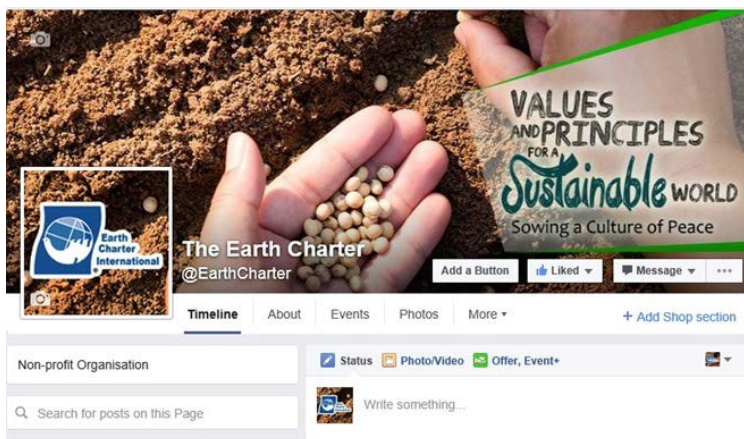 VALUES
AND PRINCIPLES
FOR A
Sustainable WORLD
Sowing a Culture of Peace
Earth
Charter
International
®
The Earth Charter
@EarthCharter
Add a Button
Liked
Message
Timeline
About
Events
Photos
More
+ Add Shop section
Non-profit Organisation
Status
Photo/Video
Offer, Event+
Search for posts on this Page
Write something...